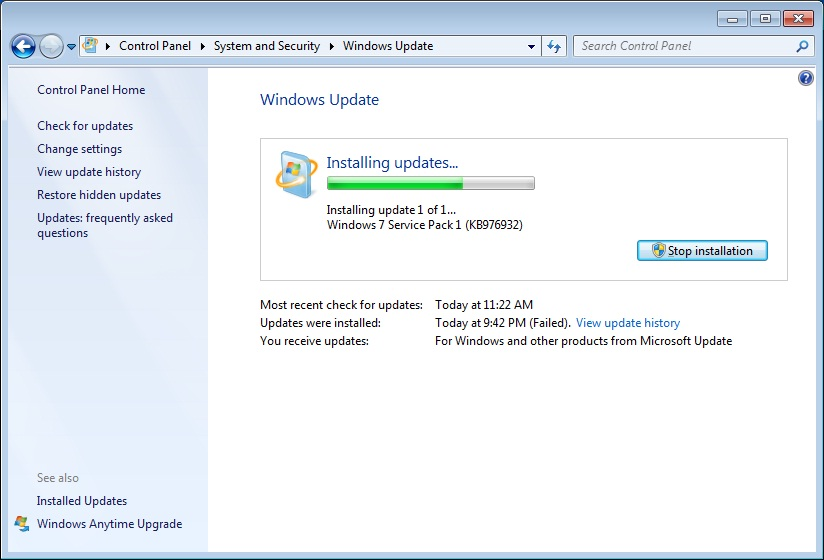 Control Panel
System and Security
Windows Update
Search Control Panel
Control Panel Home
Check for updates
Change settings
View update history
Restore hidden updates
Updates: frequently asked
questions
See also
Installed Updates
Windows Anytime Upgrade
Windows Update
Installing updates...
Installing update 1 of 1...
Windows 7 Service Pack 1 (KB976932)
Stop installation
Most recent check for updates: Today at 11:22 AM
Updates were installed: Today at 9:42 PM (Failed). View update history
You receive updates: For Windows and other products from Microsoft Update